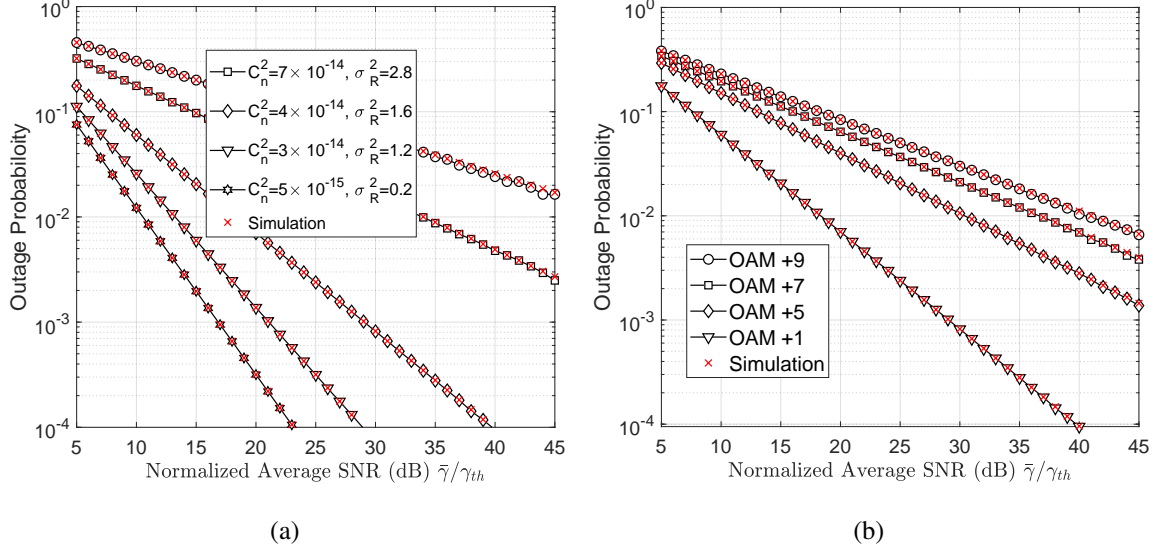 10^0
10^-1
10^-2
10^-3
10^-4
Outage Probabiloity
5 10 15 20 25 30 35 40 45
Normalized Average SNR (dB) γ̄/γ_th
C_n^2=7× 10^-14, σ_R^2=2.8
C_n^2=4× 10^-14, σ_R^2=1.6
C_n^2=3× 10^-14, σ_R^2=1.2
C_n^2=5× 10^-15, σ_R^2=0.2
Simulation
(a)
10^0
10^-1
10^-2
10^-3
10^-4
Outage Probabiloity
5 10 15 20 25 30 35 40 45
Normalized Average SNR (dB) γ̄/γ_th
OAM +9
OAM +7
OAM +5
OAM +1
Simulation
(b)